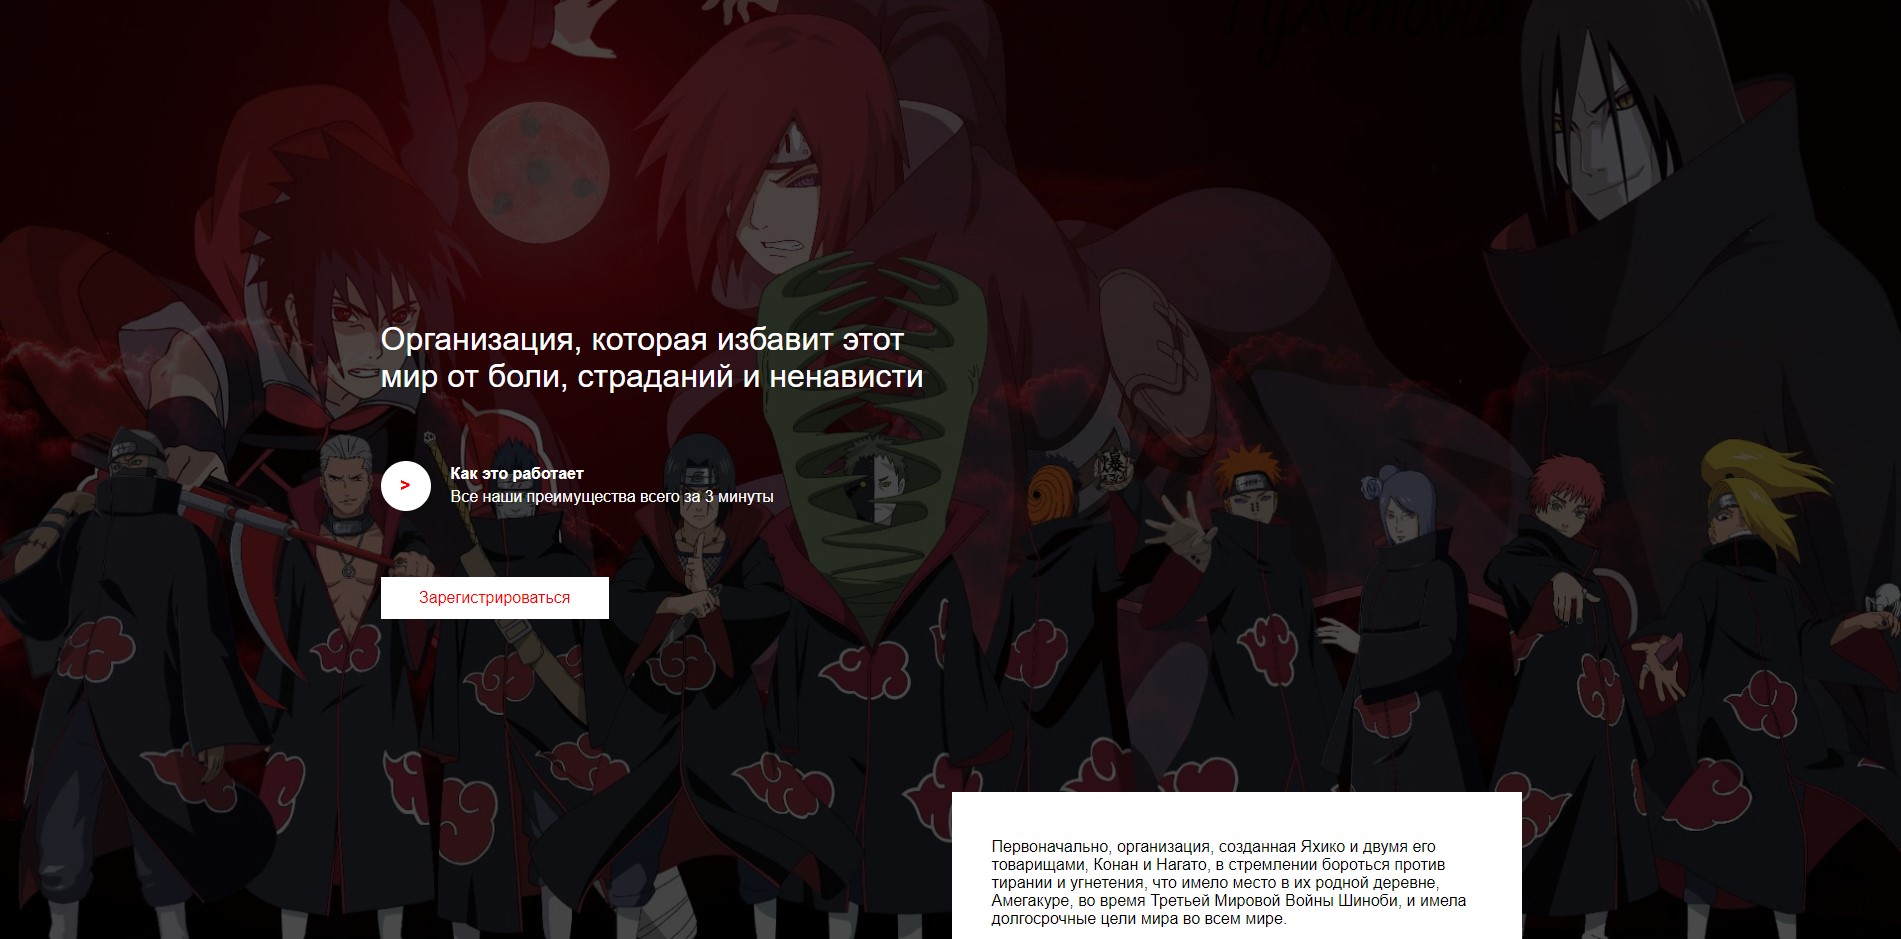 Организация, которая избавит этот
мир от боли, страданий и ненависти
>
Как это работает
Все наши преимущества всего за 3 минуты
Зарегистрироваться
Первоначально, организация, созданная Яхико и двумя его
товарищами, Конан и Нагато, в стремлении бороться против
тирании и угнетения, что имело место в их родной деревне,
Амегакуре, во время Третьей Мировой Войны Шиноби, и имела
долгосрочные цели мира во всем мире.